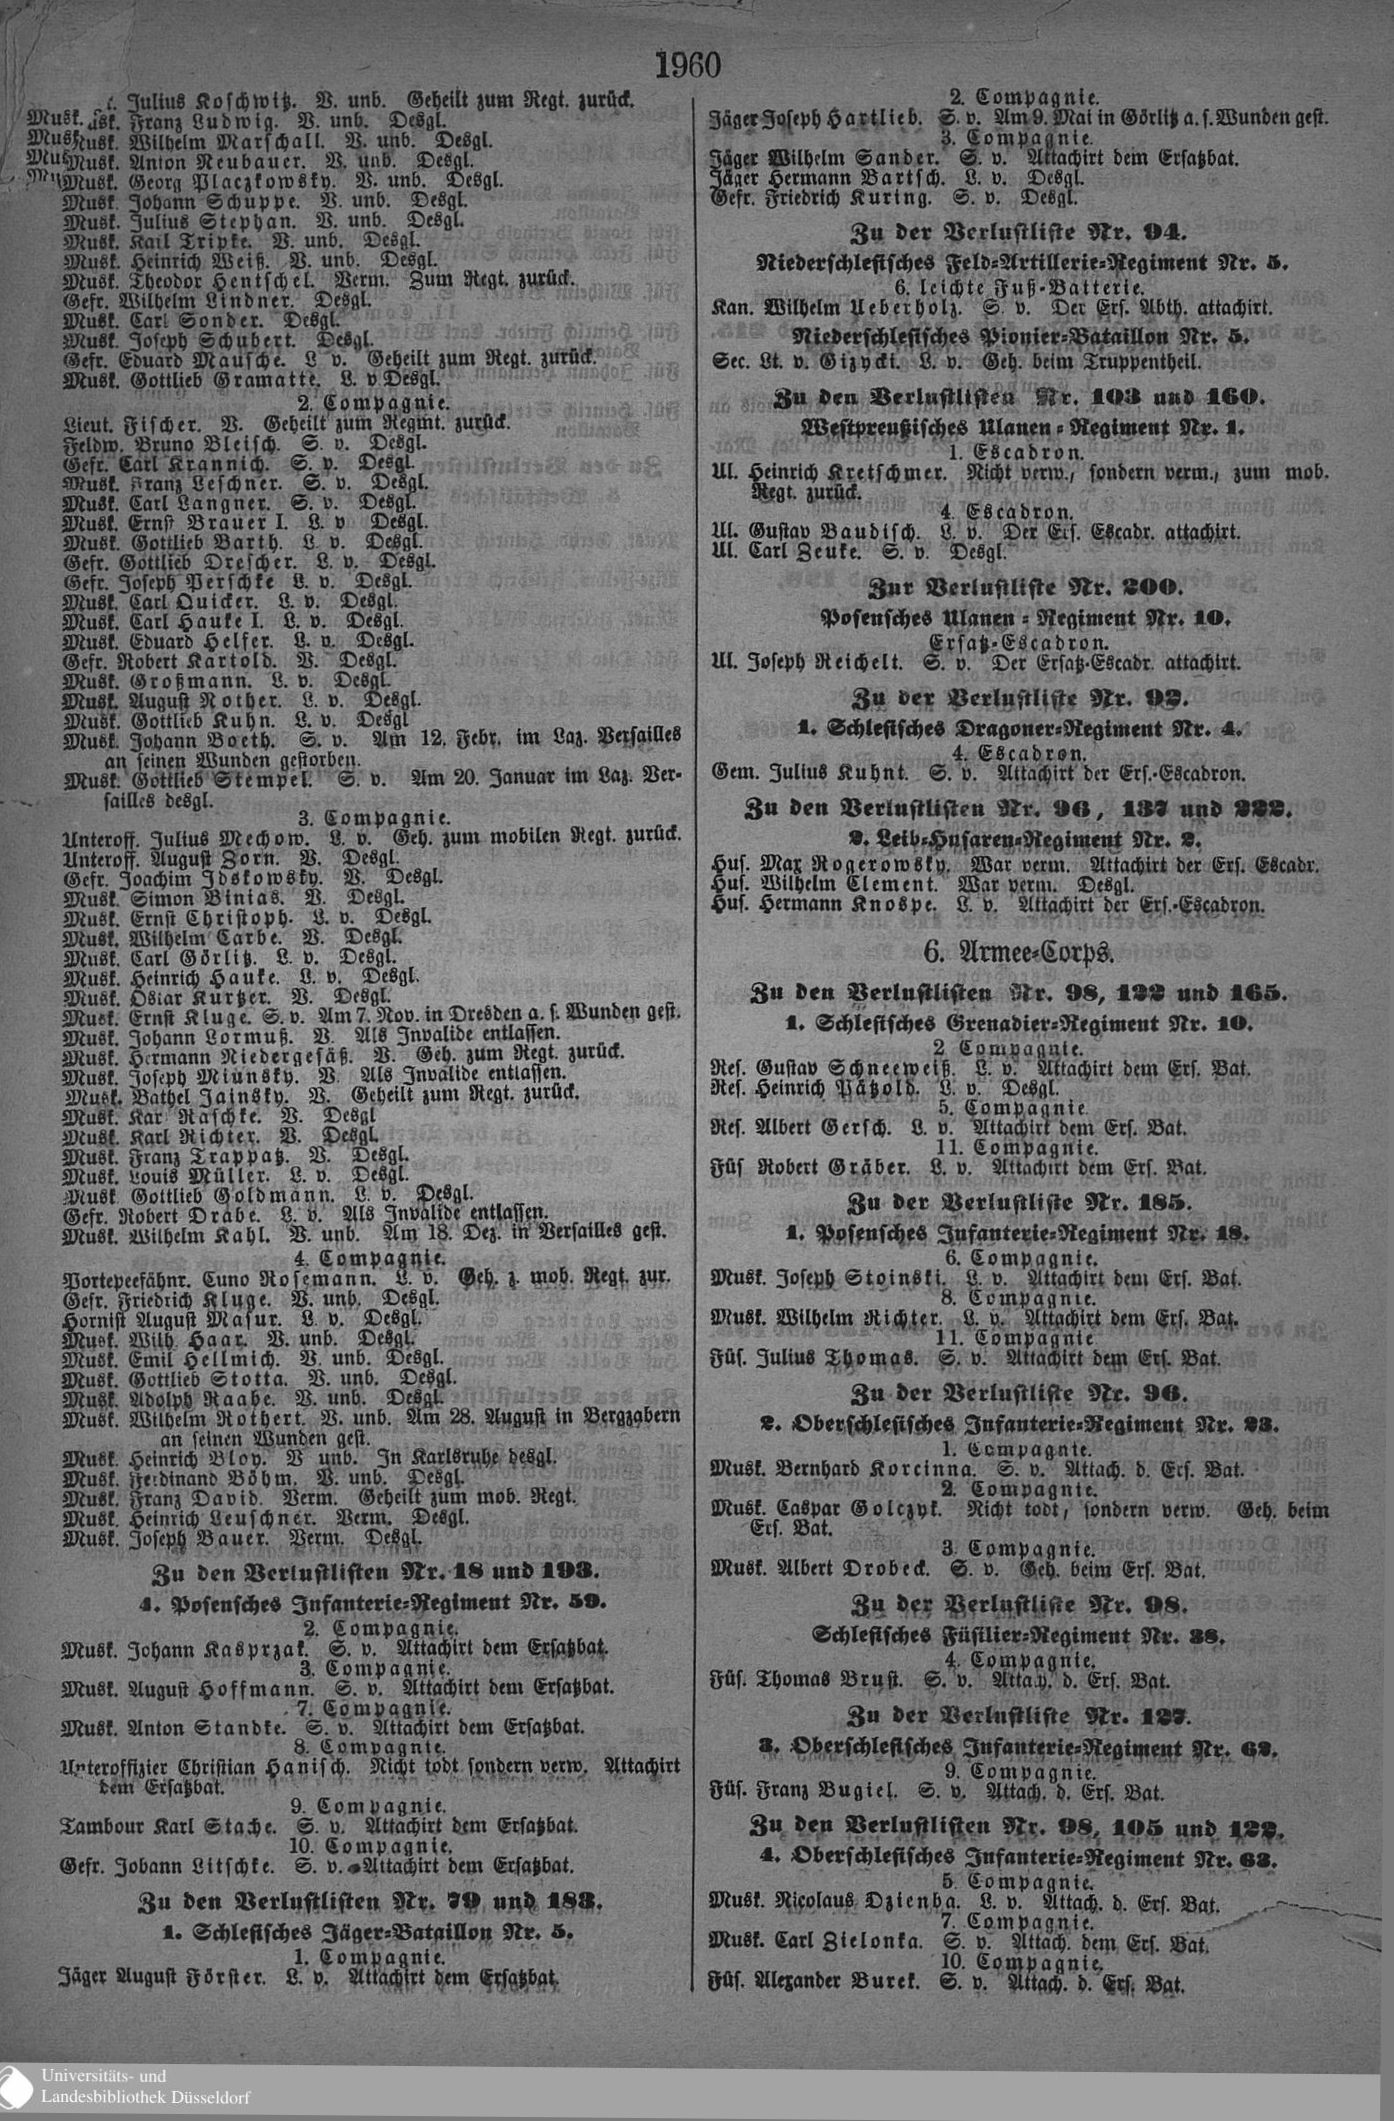 1960
Julius Koschwitz. V. unb. Geheilt zum Regt. zurück.
Musk. Franz Ludwig. V. unb. Desgl.
Musk. Wilhelm Marschall. V. unb. Desgl.
Musk. Anton Neubauer. V. unb. Desgl.
Musk. Georg Placzkowsky. V. unb. Desgl.
Musk. Johann Schuppe. V. unb. Desgl.
Musk. Julius Stephan. V. unb. Desgl.
Musk. Karl Tripke. V. unb. Desgl.
Musk. Heinrich Weiß. V. unb. Desgl.
Musk. Theodor Hentschel. Verm. Zum Regt. zurück.
Gefr. Wilhelm Lindner. Desgl.
Musk. Carl Sonder. Desgl.
Musk. Joseph Schubert. Desgl.
Gefr. Eduard Mausche. L v. Geheilt zum Regt. zurück.
Musk. Gottlieb Gramatte. L. v Desgl.
2. Compagnie.
Lieut. Fischer. V. Geheilt zum Regmt. zurück.
Feldw. Bruno Bleisch. S. v. Desgl.
Gefr. Carl Krannich. S. v. Desgl.
Musk. Franz Leschner. S. v. Desgl.
Musk. Carl Langner. S. v. Desgl.
Musk. Ernst Brauer I. L. v Desgl.
Musk. Gottlieb Barth. L. v. Desgl.
Gefr. Gottlieb Drescher. L. v. Desgl.
Gefr. Joseph Perschke L. v. Desgl.
Musk. Carl Quicker. L. v. Desgl.
Musk. Carl Hauke I. L. v. Desgl.
Musk. Eduard Helfer. L. v. Desgl.
Gefr. Robert Kartold. V. Desgl.
Musk. Großmann. L. v. Desgl.
Musk. August Rother. L. v. Desgl.
Musk. Gottlieb Kuhn. L. v. Desgl
Musk. Johann Boeth. S. v. Am 12. Febr. im Laz. Versailles
an seinen Wunden gestorben.
Musk. Gottlieb Stempel. S. v. Am 20. Januar im Laz. Ver-
sailles desgl.
3. Compagnie.
Unteroff. Julius Mechow. L. v. Geh. zum mobilen Regt. zurück.
Unteroff. August Zorn. V. Desgl.
Gefr. Joachim Idskowsky. V. Desgl.
Musk. Simon Binias. V. Desgl.
Musk. Ernst Christoph. L. v. Desgl.
Musk. Wilhelm Carbe. V. Desgl.
Musk. Carl Görlitz. L. v. Desgl.
Musk. Heinrich Hauke. L. v. Desgl.
Musk. Oskar Kurtzer. V. Desgl.
Musk. Ernst Kluge. S. v. Am 7. Nov. in Dresden a. s. Wunden gest.
Musk. Johann Lormuß. V. Als Invalide entlassen.
Musk. Hermann Niedergesäß. V. Geh. zum Regt. zurück.
Musk. Joseph Miunsky. V. Als Invalide entlassen.
Musk. Bathel Jainsky. V. Geheilt zum Regt. zurück.
Musk. Kar Raschke. V. Desgl
Musk. Karl Richter. V. Desgl.
Musk. Franz Trappatz. V. Desgl.
Musk. Louis Müller. L. v. Desgl.
Musk Gottlieb Goldmann. L. v. Desgl.
Gefr. Robert Drabe. L. v. Als Invalide entlassen.
Musk. Wilhelm Kahl. V. unb. Am 18. Dez. in Versailles gest.
4. Compagnie.
Portepeefähnr. Cuno Rosemann. L. v. Geh. z. mob. Regt. zur.
Gefr. Friedrich Kluge. V. unb. Desgl.
Hornist August Masur. L. v. Desgl.
Musk. Wilh Haar. V. unb. Desgl.
Musk. Emil Hellmich. V. unb. Desgl.
Musk. Gottlieb Stotta. V. unb. Desgl.
Musk. Adolph Raabe. V. unb. Desgl.
Musk. Wilhelm Rothert. V. unb. Am 28. August in Bergzabern
an seinen Wunden gest.
Musk. Heinrich Bloy. V unb. In Karlsruhe desgl.
Musk. Ferdinand Böhm. V. unb. Desgl.
Musk. Franz David. Verm. Geheilt zum mob. Regt.
Musk. Heinrich Leuschner. Verm. Desgl.
Musk. Joseph Bauer. Verm. Desgl.
Zu den Verlustlisten Nr. 18 und 193.
4. Posensches Infanterie-Regiment Nr. 59.
2. Compagnie.
Musk. Johann Kasprzak. S. v. Attachirt dem Ersatzbat.
3. Compagnie.
Musk. August Hoffmann. S. v. Attachirt dem Ersatzbat.
7. Compagnie.
Musk. Anton Standke. S. v. Attachirt dem Ersatzbat.
8. Compagnie.
Unteroffizier Christian Hanisch. Nicht todt sondern verw. Attachirt
dem Ersatzbat.
9. Compagnie.
Tambour Karl Stache. S. v. Attachirt dem Ersatzbat.
10. Compagnie.
Gefr. Johann Litschke. S. v. Attachirt dem Ersatzbat.
Zu den Verlustlisten Nr. 79 und 183.
1. Schlesisches Jäger-Bataillon Nr. 5.
1. Compagnie.
Jäger August Förster. L. v. Attachirt dem Ersatzbat.
2. Compagnie.
Jäger Joseph Hartlieb. S. v. Am 9. Mai in Görlitz a. s. Wunden gest.
3. Compagnie.
Jäger Wilhelm Sander. S. v. Attachirt dem Ersatzbat.
Jäger Hermann Bartsch. L. v. Desgl.
Gefr. Friedrich Kuring. S. v. Desgl.
Zu der Verlustliste Nr. 94.
Niederschlesisches Feld-Artillerie-Regiment Nr. 5.
6. leichte Fuß-Batterie.
Kan. Wilhelm Ueberholz. S. v. Der Ers. Abth. attachirt.
Niederschlesisches Pionier-Bataillon Nr. 5.
Sec. Lt. v. Gizycki. L. v. Geh. beim Truppentheil.
Zu den Verlustlisten Nr. 103 und 160.
Westpreußisches Ulanen-Regiment Nr. 1.
1. Escadron.
Ul. Heinrich Kretschmer. Nicht verw., sondern verm., zum mob.
Regt. zurück.
4. Escadron.
Ul. Gustav Baudisch. L. v. Der Ers. Escadr. attachirt.
Ul. Carl Zeuke. S. v. Desgl.
Zur Verlustliste Nr. 200.
Posensches Ulanen-Regiment Nr. 10.
Ersatz-Escadron.
Ul. Joseph Reichelt. S. v. Der Ersatz-Escadr. attachirt.
Zu der Verlustliste Nr. 92.
1. Schlesisches Dragoner-Regiment Nr. 4.
4. Escadron.
Gem. Julius Kuhnt. S. v. Attachirt der Ers.-Escadron.
Zu den Verlustlisten Nr. 96, 137 und 222.
2. Leib-Husaren-Regiment Nr. 2.
Hus. Max Rogerowsky. War verm. Attachirt der Ers. Escadr.
Hus. Wilhelm Clement. War verm. Desgl.
Hus. Hermann Knospe. L. v. Attachirt der Ers.-Escadron.
6. Armee-Corps.
Zu den Verlustlisten Nr. 98, 122 und 165.
1. Schlesisches Grenadier-Regiment Nr. 10.
2 Compagnie.
Res. Gustav Schneeweiß. L. v. Attachirt dem Ers. Bat.
Res. Heinrich Pätzold. L. v. Desgl.
5. Compagnie
Res. Albert Gersch. L. v. Attachirt dem Ers. Bat.
11. Compagnie.
Füs Robert Gräber. L. v. Attachirt dem Ers. Bat.
Zu der Verlustliste Nr. 185.
1. Posensches Infanterie-Regiment Nr. 18.
6. Compagnie.
Musk. Joseph Stoinski. L. v. Attachirt dem Ers. Bat.
8. Compagnie.
Musk. Wilhelm Richter. L. v. Attachirt dem Ers. Bat.
11. Compagnie
Füs. Julius Thomas. S. v. Attachirt dem Ers. Bat.
Zu der Verlustliste Nr. 96.
2. Oberschlesisches Infanterie-Regiment Nr. 23.
1. Compagnie.
Musk. Bernhard Korcinna. S. v. Attach. d. Ers. Bat.
2. Compagnie.
Musk. Caspar Golczyk. Nicht todt, sondern verw. Geh. beim
Ers. Bat.
3. Compagnie.
Musk. Albert Drobeck. S. v. Geh. beim Ers. Bat.
Zu der Verlustliste Nr. 98.
Schlesisches Füsilier-Regiment Nr. 38.
4. Compagnie.
Füs. Thomas Brust. S. v. Attach. d. Ers. Bat.
Zu der Verlustliste Nr. 127.
3. Oberschlesisches Infanterie-Regiment Nr. 62.
9. Compagnie.
Füs. Franz Bugiel. S. v. Attach. d. Ers. Bat.
Zu den Verlustlisten Nr. 98, 105 und 122.
4. Oberschlesisches Infanterie-Regiment Nr. 63.
5 Compagnie.
Musk. Nicolaus Dzienba. L. v. Attach. d. Ers. Bat.
7. Compagnie.
Musk. Carl Zielonka. S. v. Attach. dem Ers. Bat.
10. Compagnie.
Füs. Alexander Burek. S. v. Attach. d. Ers. Bat.
Universitäts- und
Landesbibliothek Düsseldorf